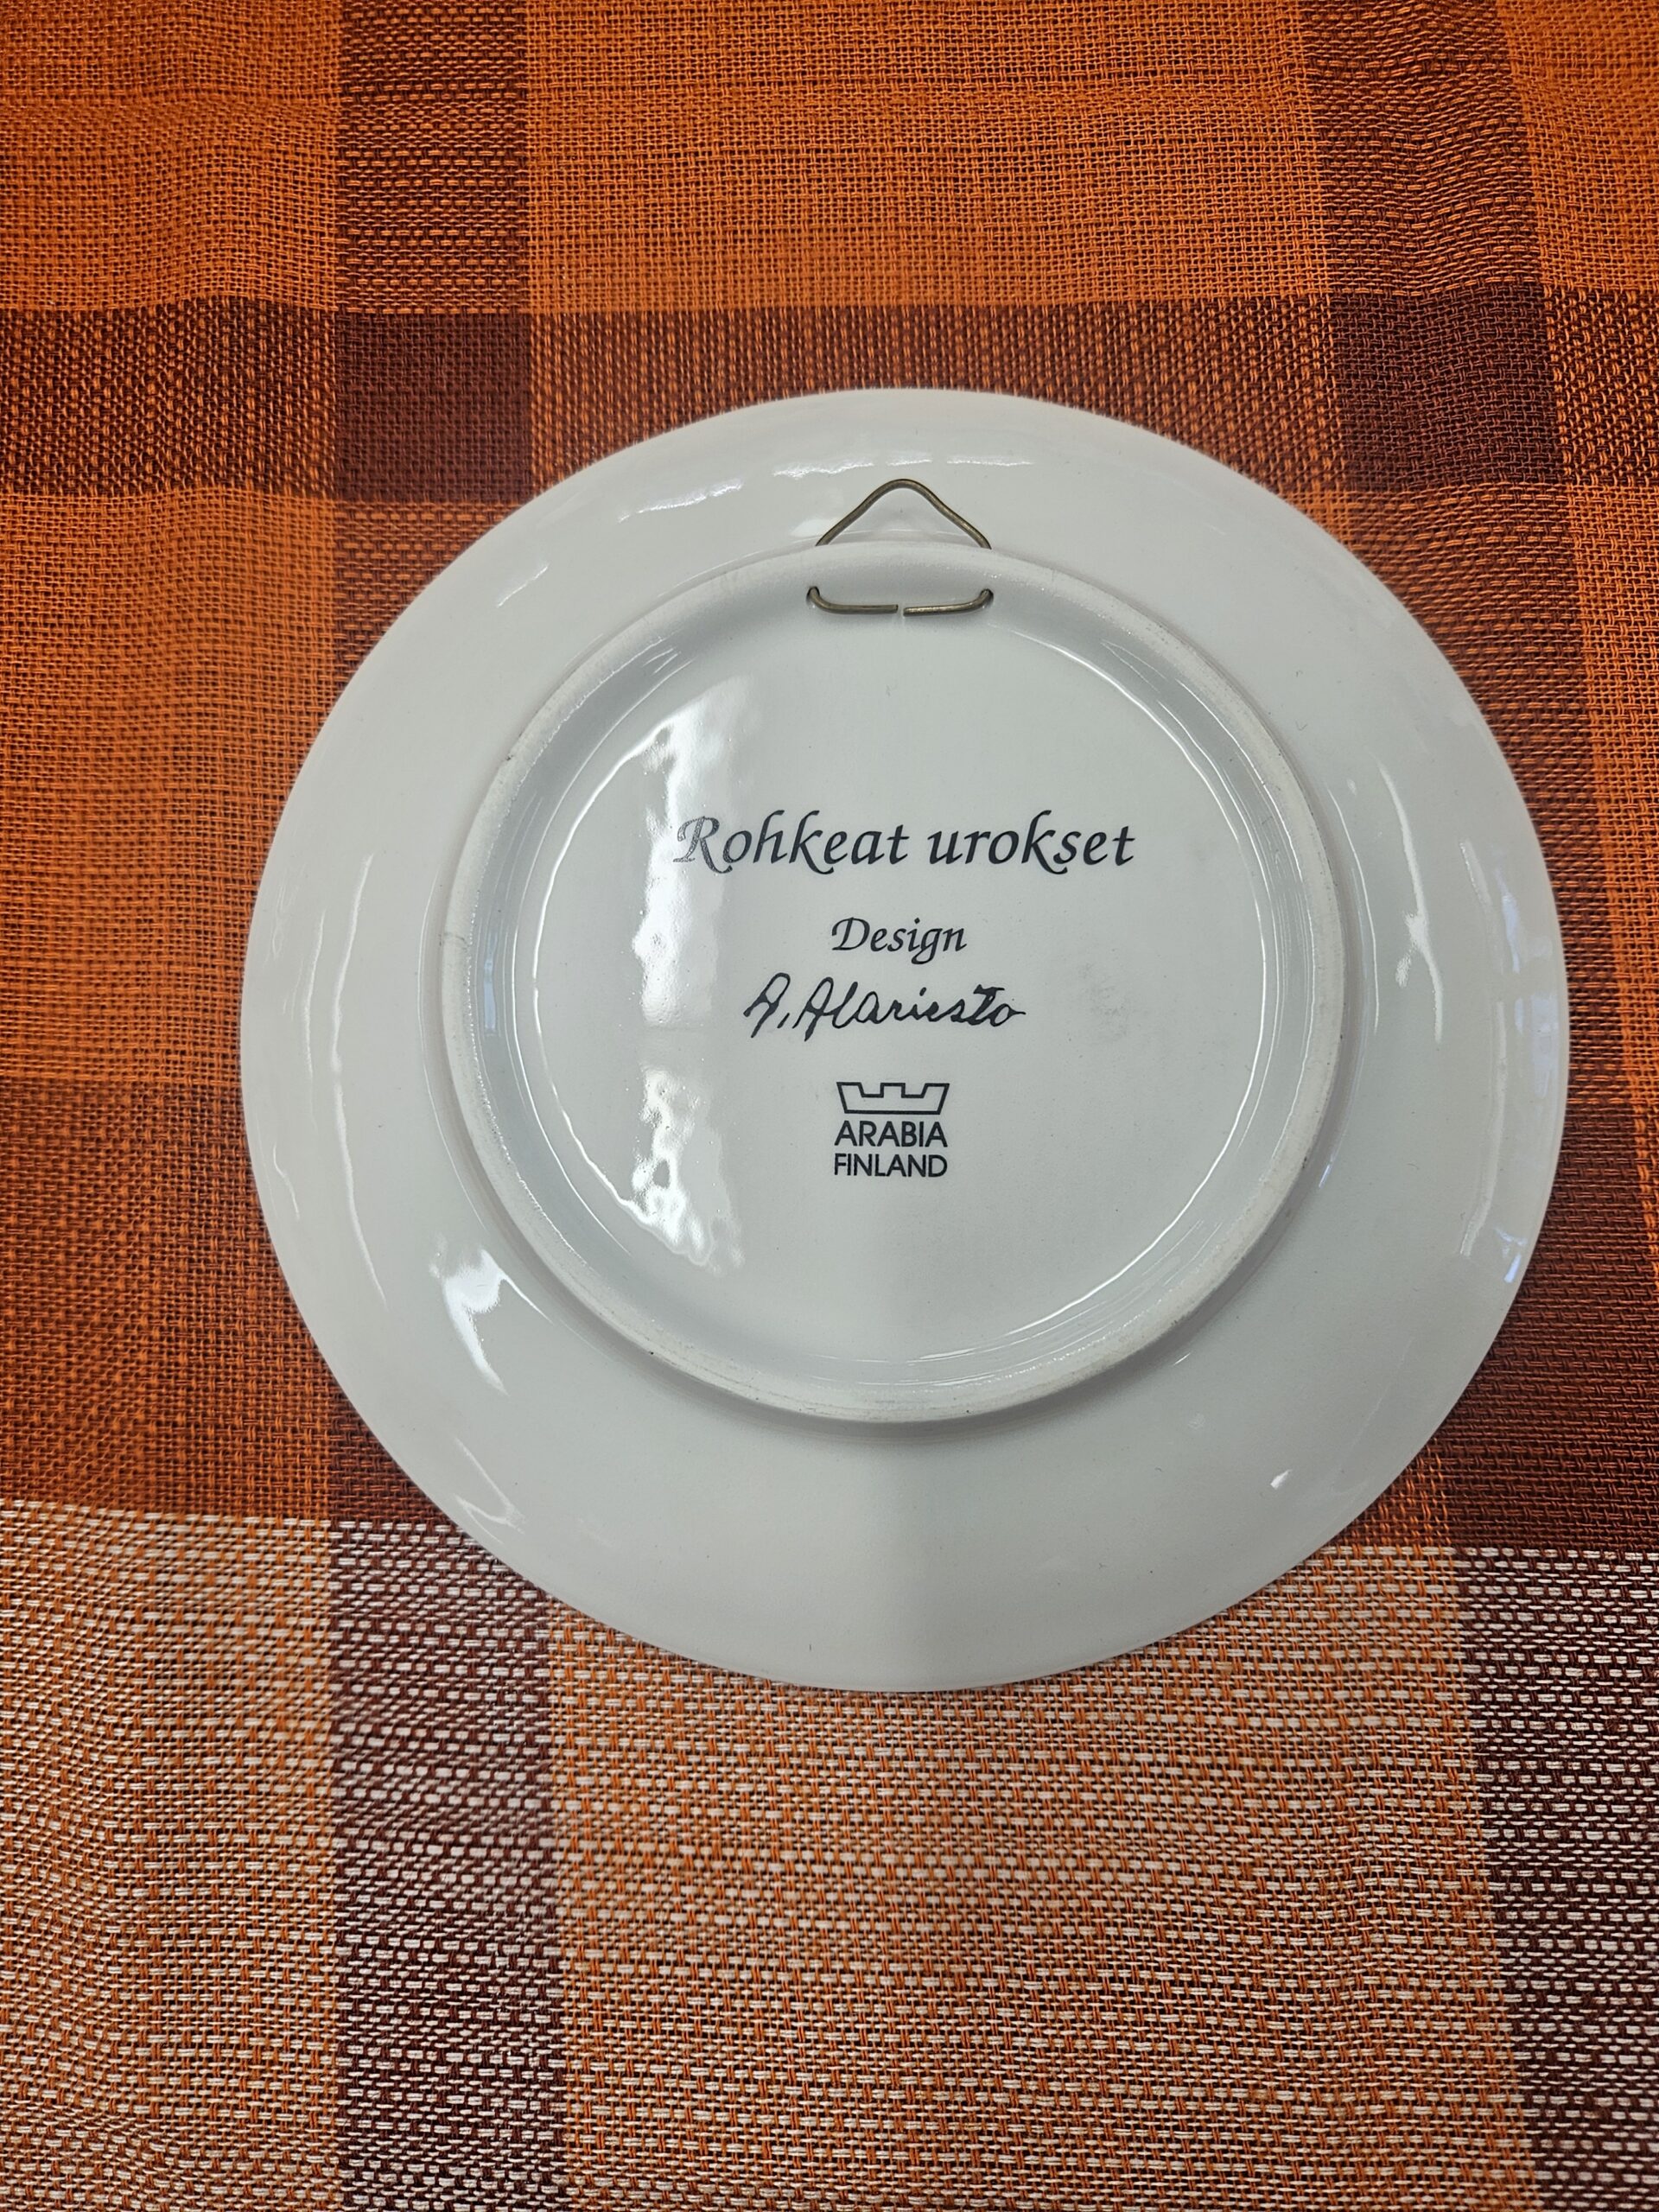 Rohkeat urokset
Design
A. Alariesto
ARABIA
FINLAND